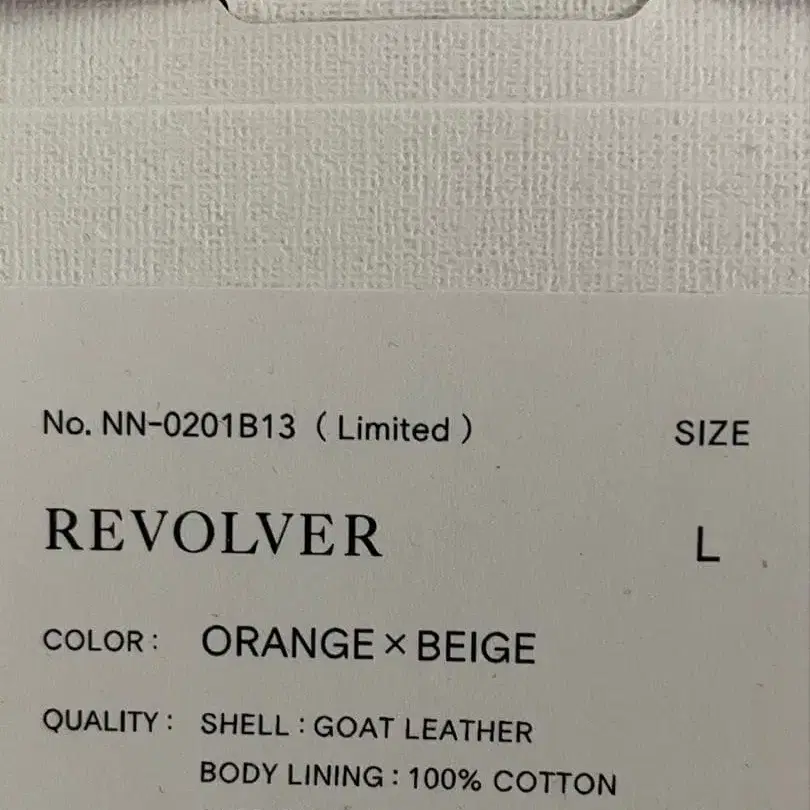 No. NN-0201B13 ( Limited ) SIZE
REVOLVER L
COLOR : ORANGE × BEIGE
QUALITY : SHELL : GOAT LEATHER
BODY LINING : 100% COTTON